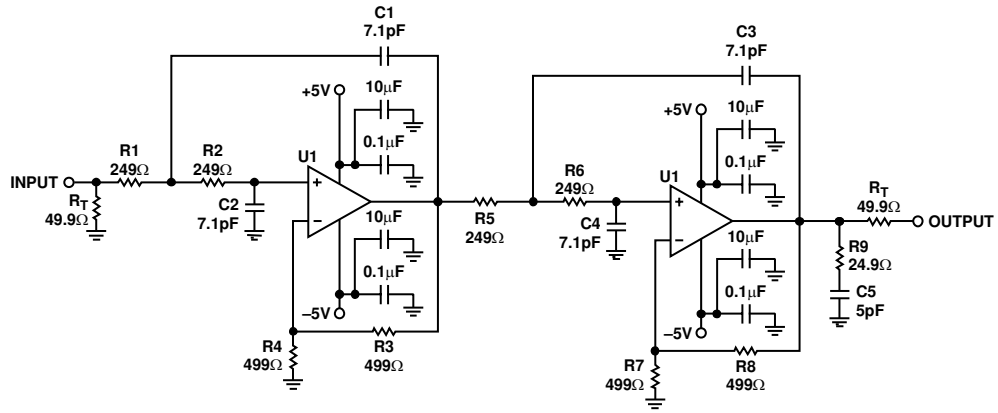 C1
7.1pF
+5V
10μF
0.1μF
U1
R1
249Ω
R2
249Ω
INPUT
RT
49.9Ω
C2
7.1pF
+
–
10μF
0.1μF
–5V
R4
499Ω
R3
499Ω
R5
249Ω
C3
7.1pF
+5V
10μF
0.1μF
U1
R6
249Ω
C4
7.1pF
+
–
10μF
0.1μF
–5V
R7
499Ω
R8
499Ω
RT
49.9Ω
OUTPUT
R9
24.9Ω
C5
5pF